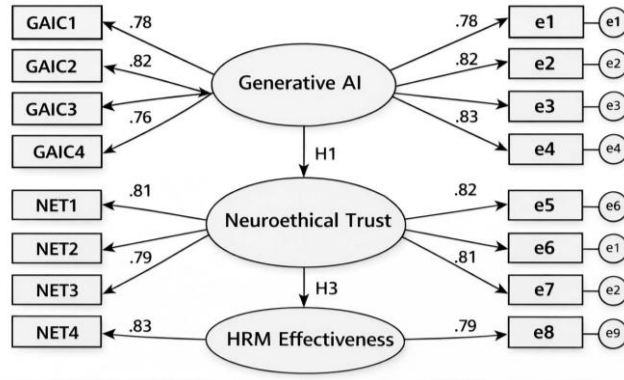 GAIC1 .78 .78 e1 e1
GAIC2 .82 Generative AI .82 e2 e2
GAIC3 e3 e3
GAIC4 .76 .83 e4 e4
H1
NET1 .81 .82 e5 e6
NET2 Neuroethical Trust e6 e1
NET3 .79 .81 e7 e2
H3
NET4 .83 HRM Effectiveness .79 e8 e9